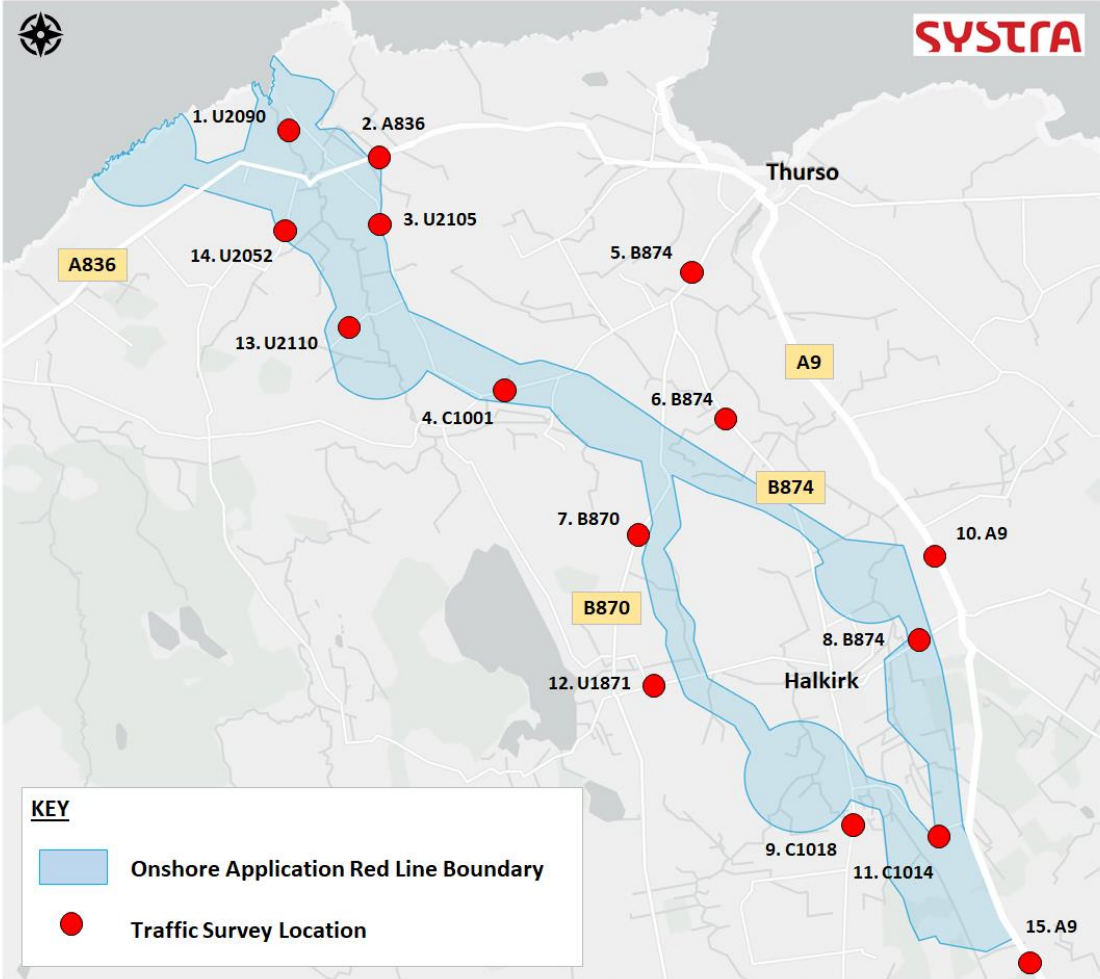 SYSTRA
1. U2090
2. A836
Thurso
3. U2105
14. U2052
5. B874
A836
13. U2110
A9
6. B874
4. C1001
B874
7. B870
10. A9
B870
8. B874
12. U1871
Halkirk
KEY
Onshore Application Red Line Boundary
9. C1018
11. C1014
Traffic Survey Location
15. A9